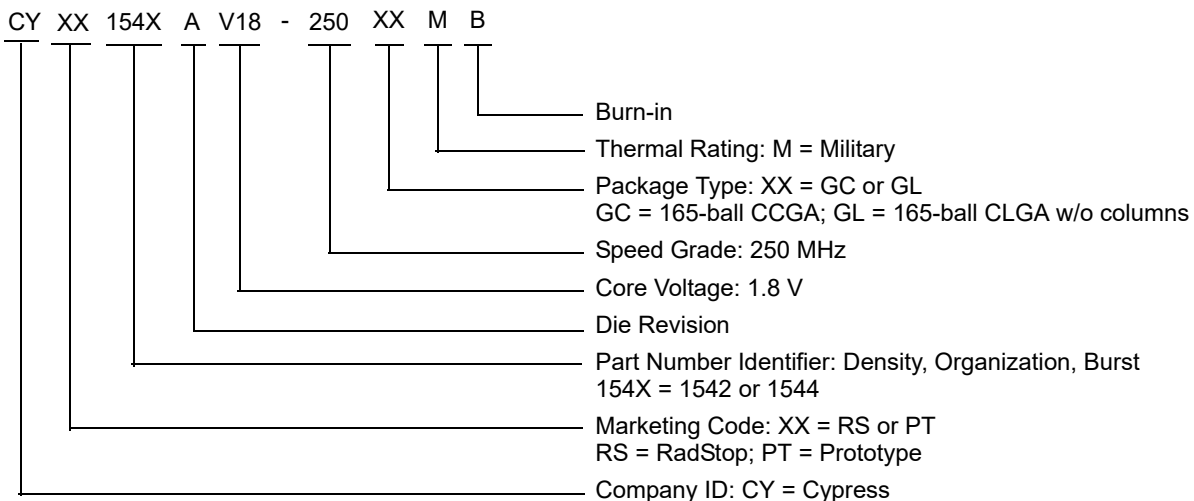 CY XX 154X A V18 - 250 XX M B
Burn-in
Thermal Rating: M = Military
Package Type: XX = GC or GL
GC = 165-ball CCGA; GL = 165-ball CLGA w/o columns
Speed Grade: 250 MHz
Core Voltage: 1.8 V
Die Revision
Part Number Identifier: Density, Organization, Burst
154X = 1542 or 1544
Marketing Code: XX = RS or PT
RS = RadStop; PT = Prototype
Company ID: CY = Cypress